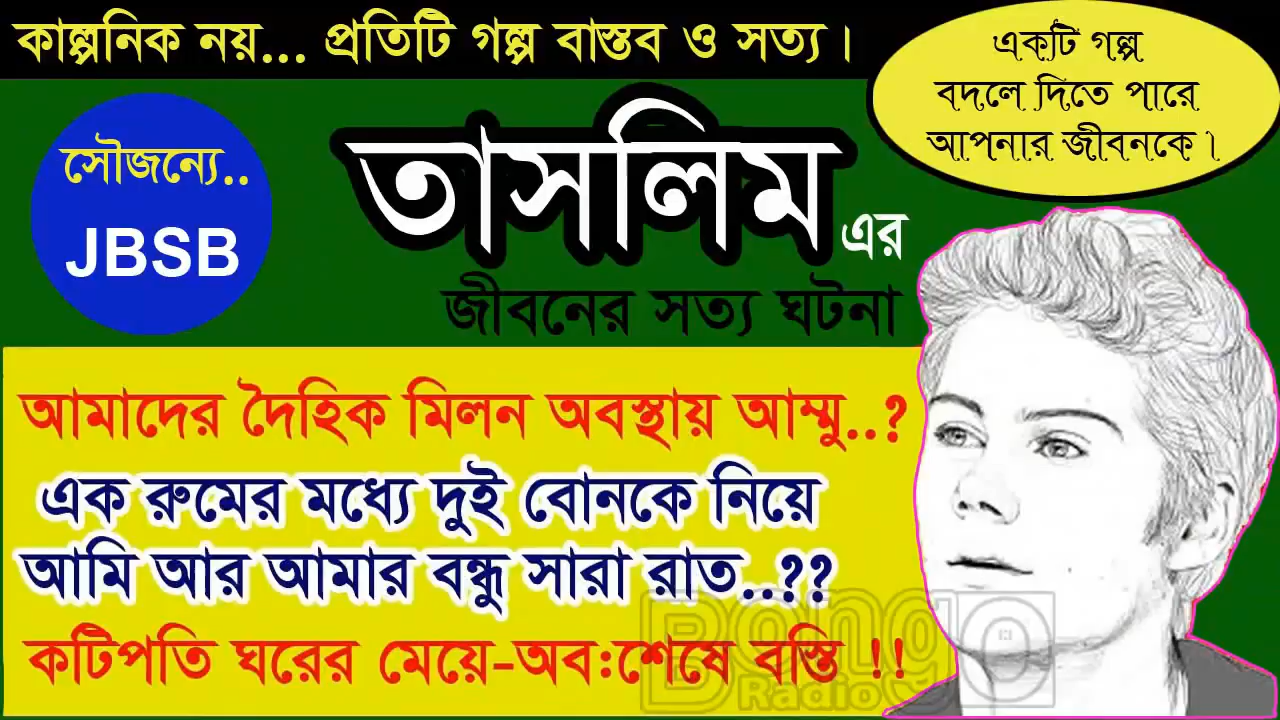 কাল্পনিক নয়... প্রতিটি গল্প বাস্তব ও সত্য।
একটি গল্প
বদলে দিতে পারে
আপনার জীবনকে।
সৌজন্যে..
JBSB
তাসলিম এর
জীবনের সত্য ঘটনা
আমাদের দৈহিক মিলন অবস্থায় আম্মু..?
এক রুমের মধ্যে দুই বোনকে নিয়ে
আমি আর আমার বন্ধু সারা রাত..??
কটিপতি ঘরের মেয়ে-অব:শেষে বস্তি !!
Bongo
Radio